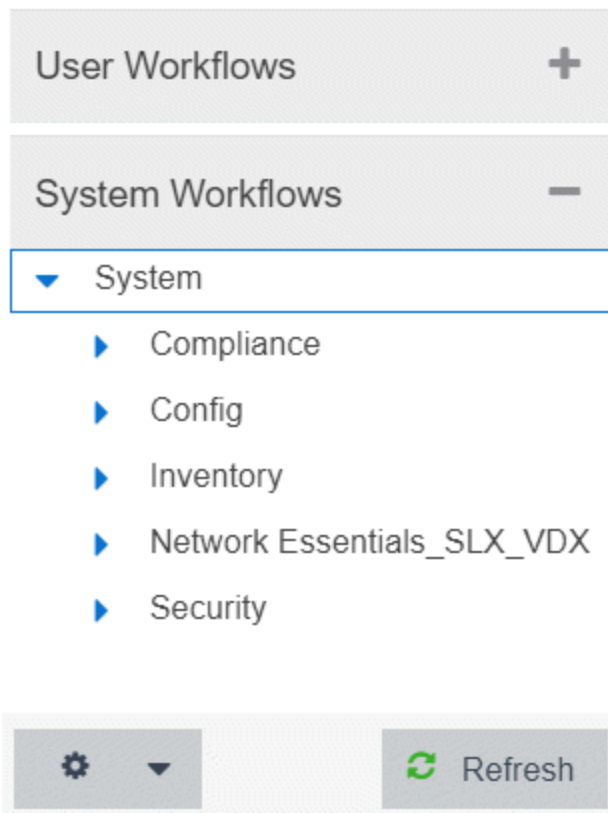 User Workflows
System Workflows
System
Compliance
Config
Inventory
Network Essentials_SLX_VDX
Security
Refresh